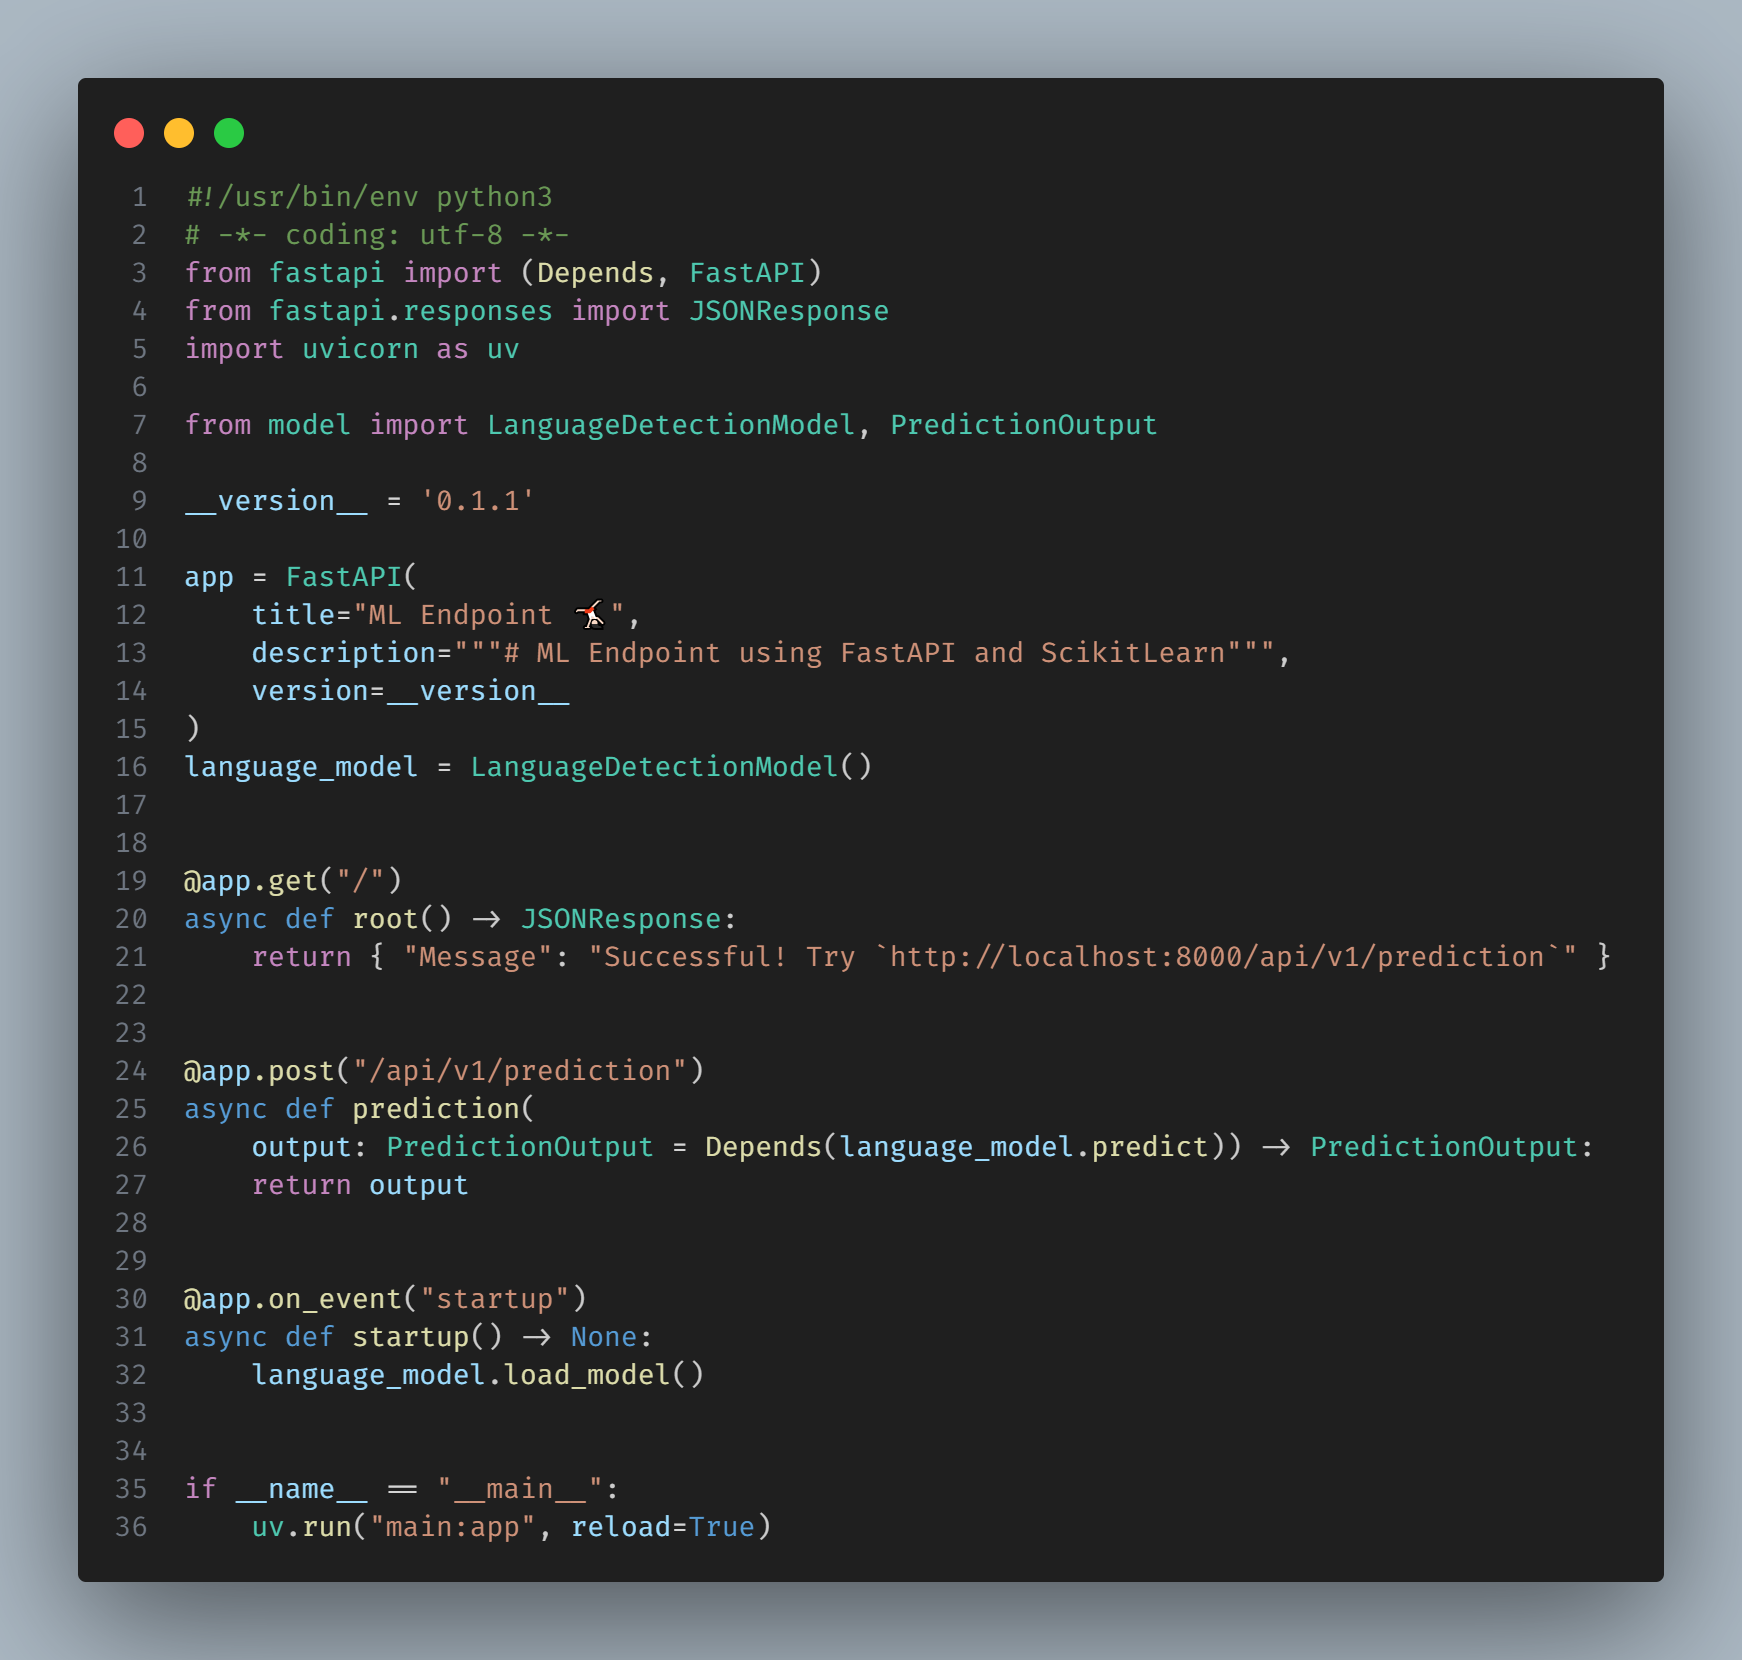 1 #!/usr/bin/env python3
2 # -*- coding: utf-8 -*-
3 from fastapi import (Depends, FastAPI)
4 from fastapi.responses import JSONResponse
5 import uvicorn as uv
6
7 from model import LanguageDetectionModel, PredictionOutput
8
9 __version__ = '0.1.1'
10
11 app = FastAPI(
12     title="ML Endpoint 🤸",
13     description="""# ML Endpoint using FastAPI and ScikitLearn""",
14     version=__version__
15 )
16 language_model = LanguageDetectionModel()
17
18
19 @app.get("/")
20 async def root() -> JSONResponse:
21     return { "Message": "Successful! Try `http://localhost:8000/api/v1/prediction`" }
22
23
24 @app.post("/api/v1/prediction")
25 async def prediction(
26     output: PredictionOutput = Depends(language_model.predict)) -> PredictionOutput:
27     return output
28
29
30 @app.on_event("startup")
31 async def startup() -> None:
32     language_model.load_model()
33
34
35 if __name__ == "__main__":
36     uv.run("main:app", reload=True)